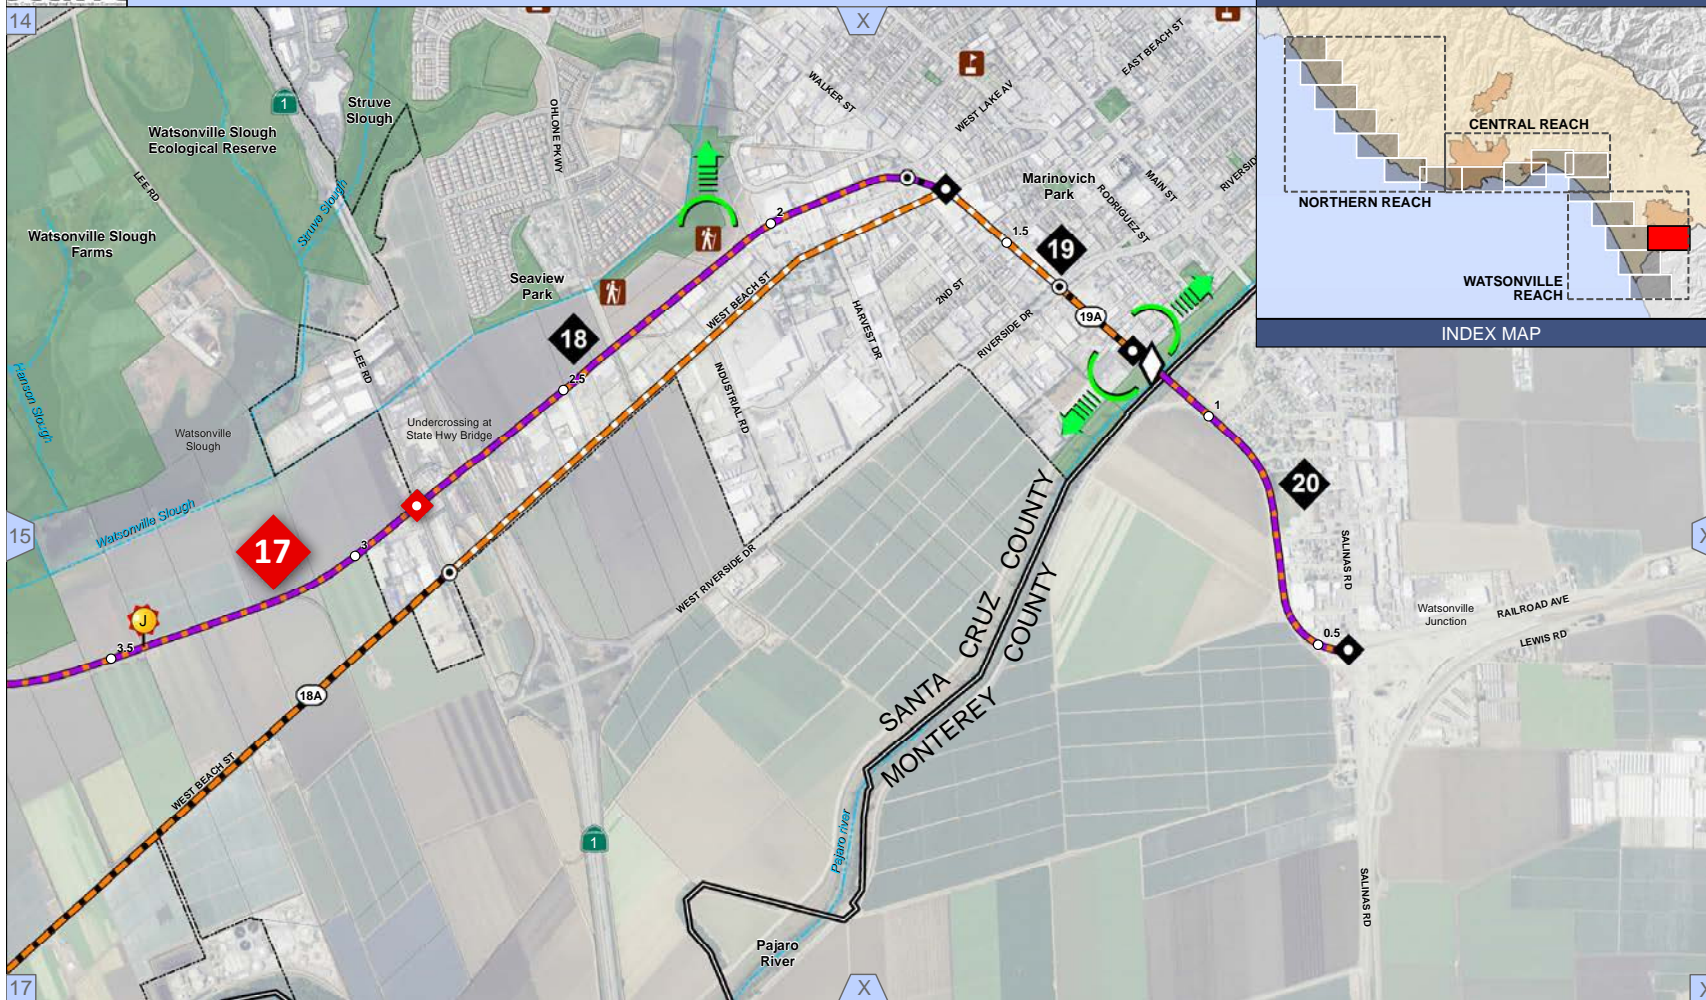 14
X
INDEX MAP
NORTHERN REACH
CENTRAL REACH
WATSONVILLE
REACH
1
Struve
Slough
Watsonville Slough
Ecological Reserve
LEE RD
OHLONE PKWY
WALKER ST
WEST LAKE AV
EAST BEACH ST
Struve Slough
Watsonville Slough
Farms
Marinovich
Park
MAIN ST
RODRIGUEZ ST
2
1.5
19
Seaview
Park
WEST BEACH ST
HARVEST DR
2ND ST
RIVERSIDE DR
19A
18
2.5
LEE RD
INDUSTRIAL RD
Hanson Slough
Watsonville
Slough
Undercrossing at
State Hwy Bridge
1
20
Watsonville Slough
15
17
3
SANTA CRUZ COUNTY
MONTEREY COUNTY
SALINAS RD
WEST RIVERSIDE DR
J
3.5
Watsonville
Junction
RAILROAD AVE
LEWIS RD
0.5
18A
WEST BEACH ST
1
Pajaro river
SALINAS RD
Pajaro
River
17
X